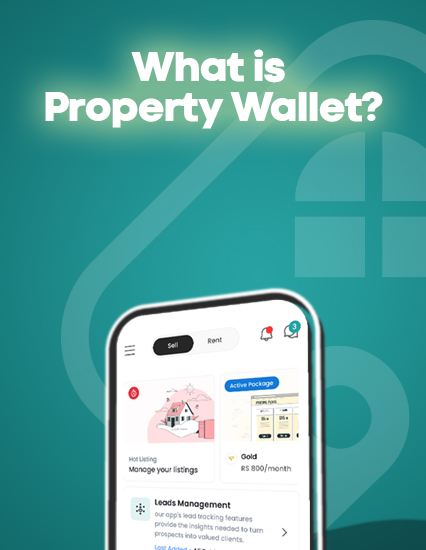 What is
Property Wallet?
Sell
Rent
3
Active Package
Hot Listing
Manage your listings
Gold
RS 800/month
Leads Management
our app's lead tracking features
provide the insights needed to turn
prospects into valued clients.
Last Added